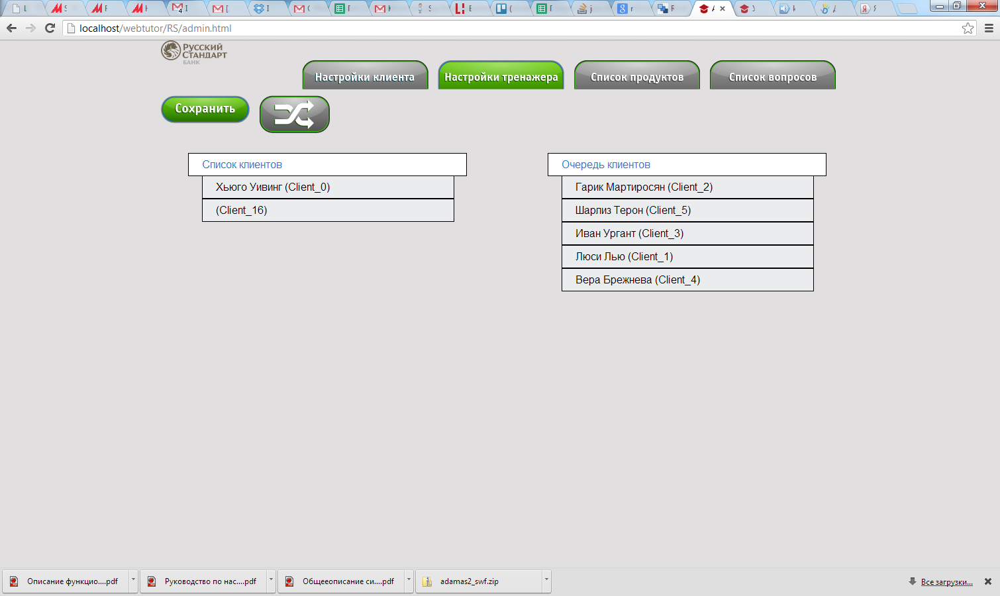 localhost/webtutor/RS/admin.html
Русский
Стандарт
БАНК
Настройки клиента
Настройки тренажера
Список продуктов
Список вопросов
Сохранить
Список клиентов
Хьюго Уивинг (Client_0)
(Client_16)
Очередь клиентов
Гарик Мартиросян (Client_2)
Шарлиз Терон (Client_5)
Иван Ургант (Client_3)
Люси Лью (Client_1)
Вера Брежнева (Client_4)
Описание функцио....pdf
Руководство по нас....pdf
Общееописание си....pdf
adamas2_swf.zip
Все загрузки...